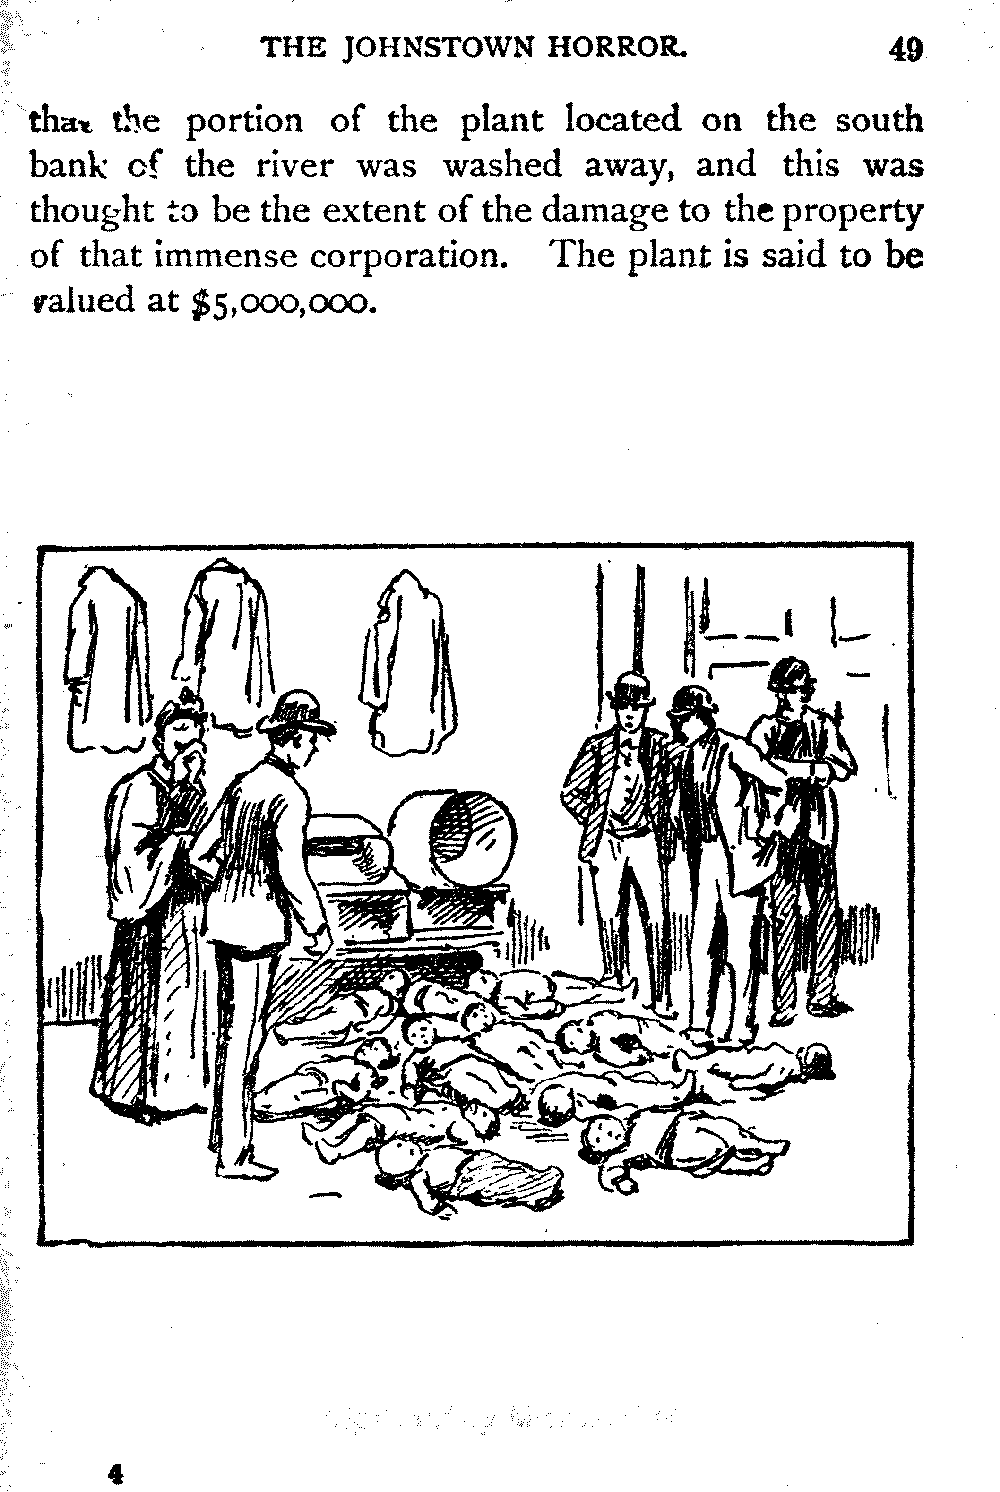 THE JOHNSTOWN HORROR. 49
that the portion of the plant located on the south
bank of the river was washed away, and this was
thought to be the extent of the damage to the property
of that immense corporation. The plant is said to be
valued at $5,000,000.
4